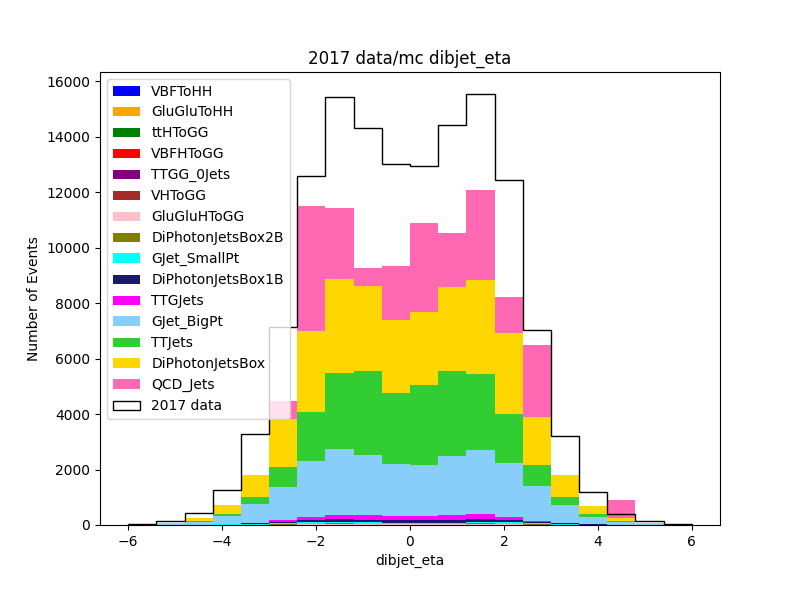 2017 data/mc dibjet_eta
16000
14000
12000
10000
8000
6000
4000
2000
0
Number of Events
VBFToHH
GluGluToHH
ttHToGG
VBFHToGG
TTGG_0Jets
VHToGG
GluGluHToGG
DiPhotonJetsBox2B
GJet_SmallPt
DiPhotonJetsBox1B
TTGJets
GJet_BigPt
TTJets
DiPhotonJetsBox
QCD_Jets
2017 data
−6 −4 −2 0 2 4 6
dibjet_eta